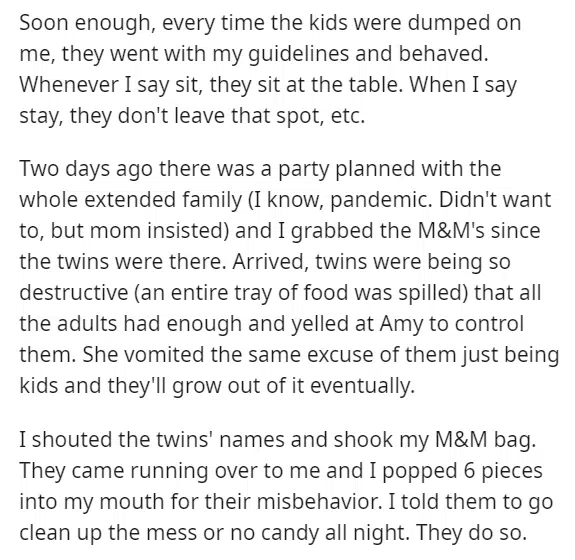 Soon enough, every time the kids were dumped on
me, they went with my guidelines and behaved.
Whenever I say sit, they sit at the table. When I say
stay, they don't leave that spot, etc.
Two days ago there was a party planned with the
whole extended family (I know, pandemic. Didn't want
to, but mom insisted) and I grabbed the M&M's since
the twins were there. Arrived, twins were being so
destructive (an entire tray of food was spilled) that all
the adults had enough and yelled at Amy to control
them. She vomited the same excuse of them just being
kids and they'll grow out of it eventually.
I shouted the twins' names and shook my M&M bag.
They came running over to me and I popped 6 pieces
into my mouth for their misbehavior. I told them to go
clean up the mess or no candy all night. They do so.